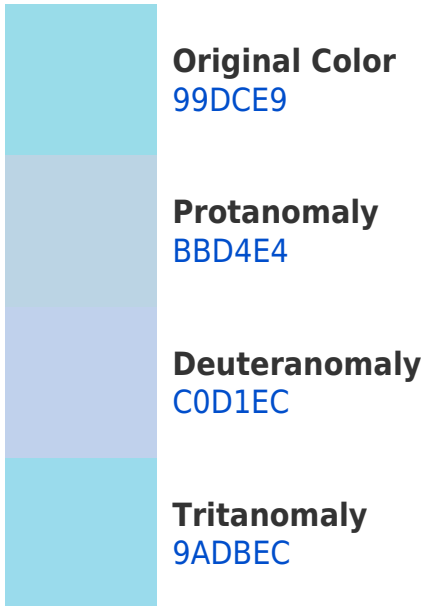 Original Color
99DCE9
Protanomaly
BBD4E4
Deuteranomaly
C0D1EC
Tritanomaly
9ADBEC